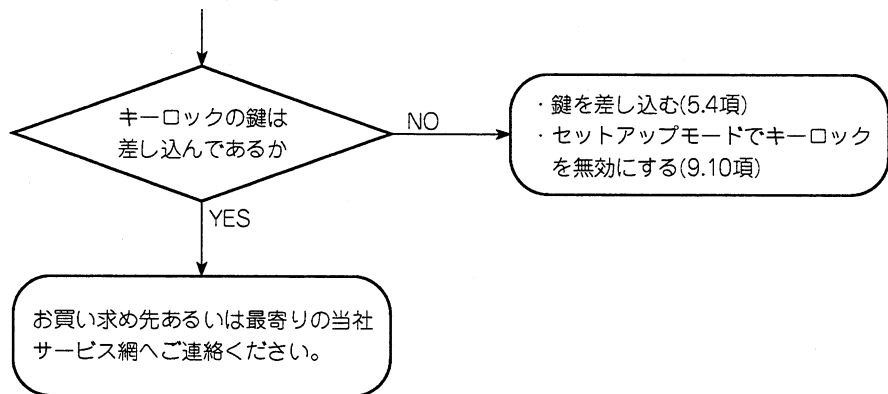 キーロックの鍵は
差し込んであるか
NO
・鍵を差し込む(5.4項)
・セットアップモードでキーロック
を無効にする(9.10項)
YES
お買い求め先あるいは最寄りの当社
サービス網へご連絡ください。